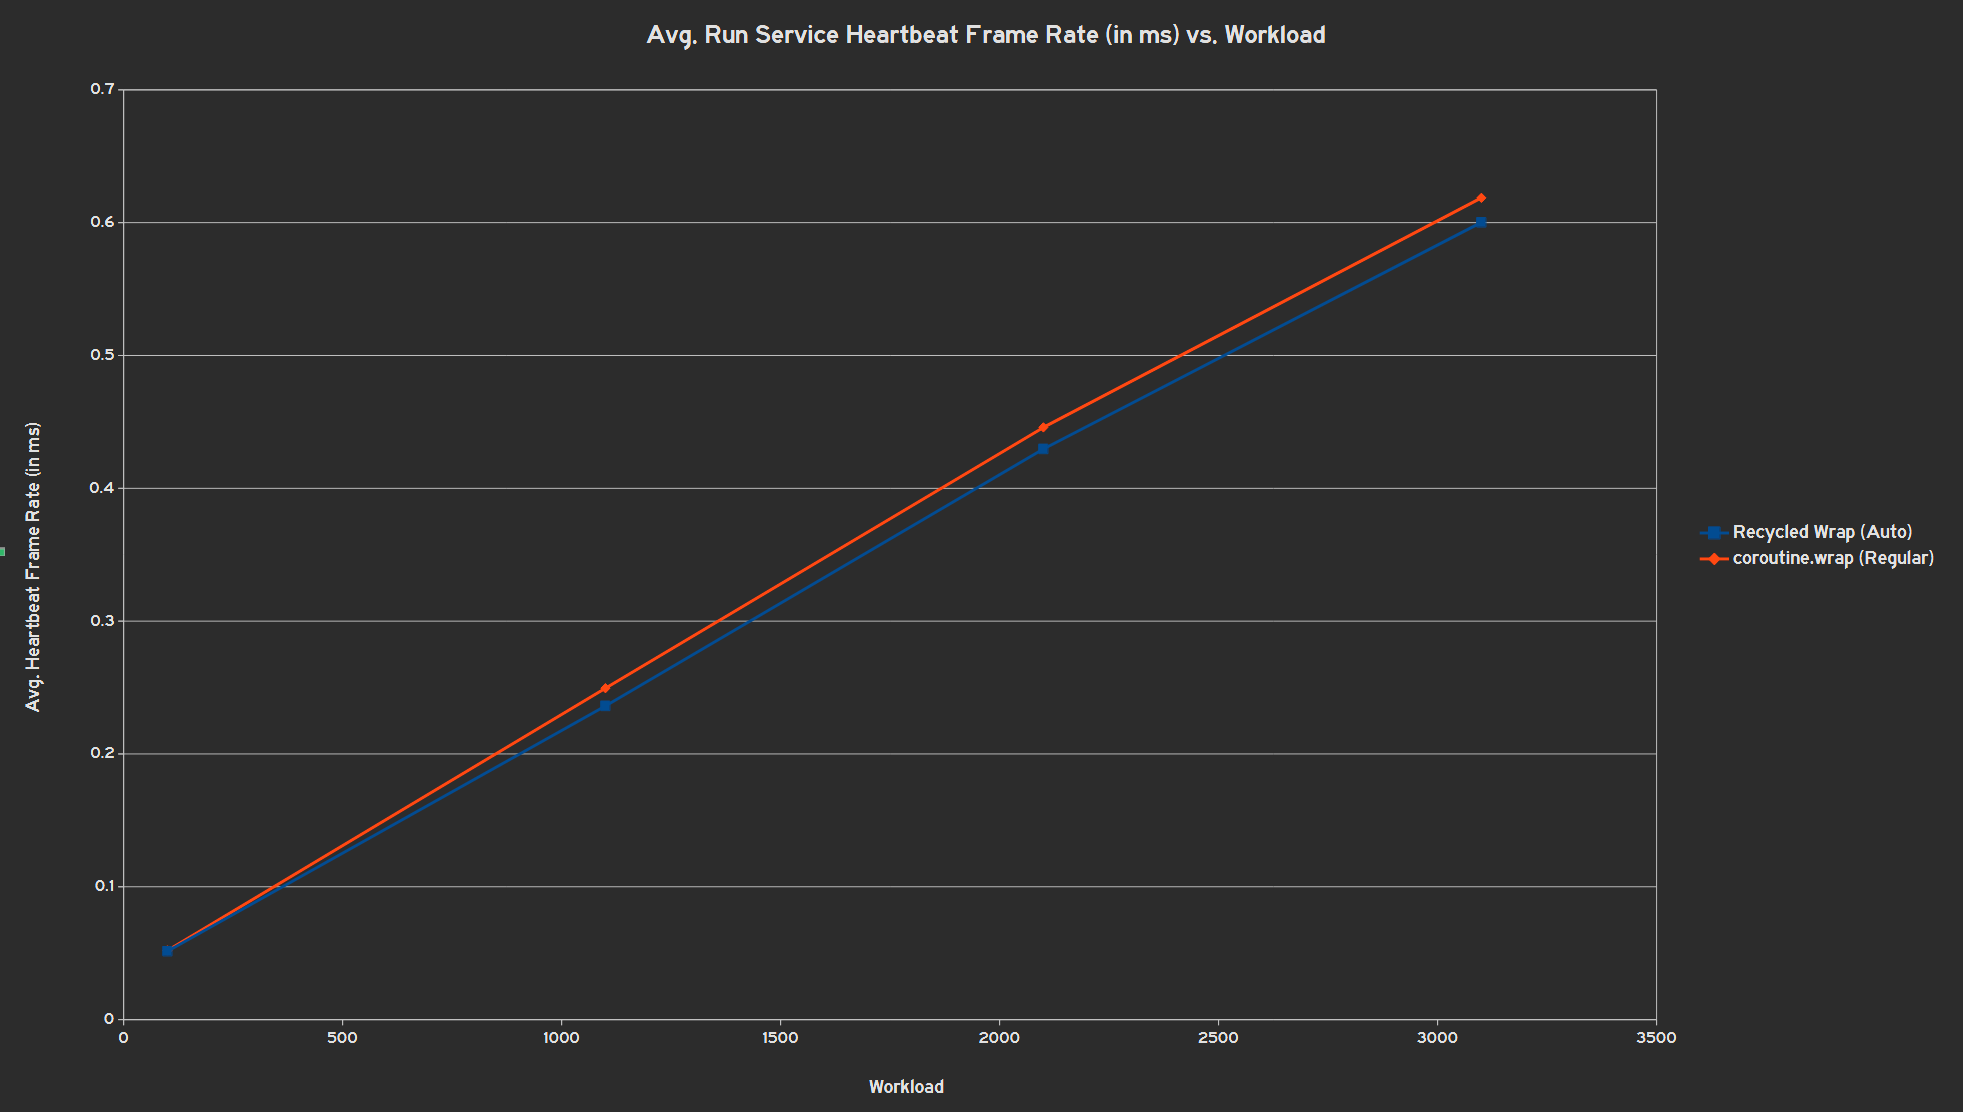 Avg. Run Service Heartbeat Frame Rate (in ms) vs. Workload
0.7
0.6
0.5
0.4
0.3
0.2
0.1
0
Avg. Heartbeat Frame Rate (in ms)
0 500 1000 1500 2000 2500 3000 3500
Workload
Recycled Wrap (Auto)
coroutine.wrap (Regular)